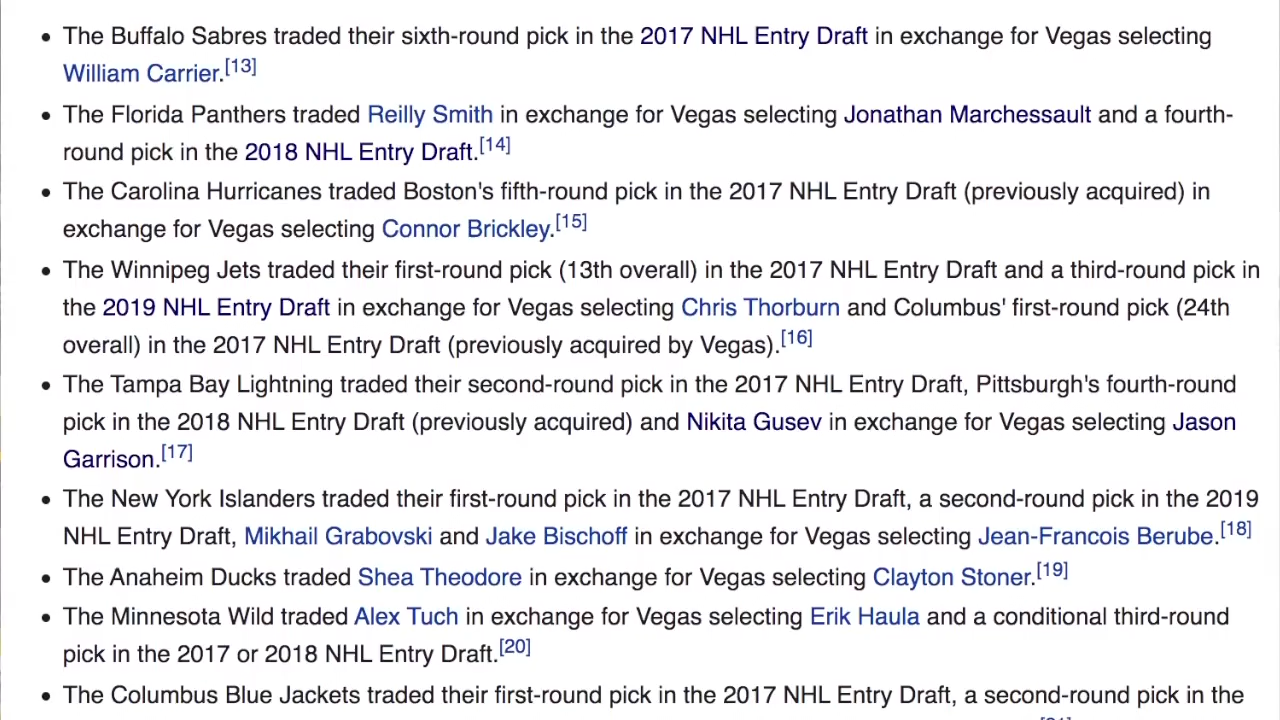 The Buffalo Sabres traded their sixth-round pick in the 2017 NHL Entry Draft in exchange for Vegas selecting
William Carrier.[13]
The Florida Panthers traded Reilly Smith in exchange for Vegas selecting Jonathan Marchessault and a fourth-
round pick in the 2018 NHL Entry Draft.[14]
The Carolina Hurricanes traded Boston's fifth-round pick in the 2017 NHL Entry Draft (previously acquired) in
exchange for Vegas selecting Connor Brickley.[15]
The Winnipeg Jets traded their first-round pick (13th overall) in the 2017 NHL Entry Draft and a third-round pick in
the 2019 NHL Entry Draft in exchange for Vegas selecting Chris Thorburn and Columbus' first-round pick (24th
overall) in the 2017 NHL Entry Draft (previously acquired by Vegas).[16]
The Tampa Bay Lightning traded their second-round pick in the 2017 NHL Entry Draft, Pittsburgh's fourth-round
pick in the 2018 NHL Entry Draft (previously acquired) and Nikita Gusev in exchange for Vegas selecting Jason
Garrison.[17]
The New York Islanders traded their first-round pick in the 2017 NHL Entry Draft, a second-round pick in the 2019
NHL Entry Draft, Mikhail Grabovski and Jake Bischoff in exchange for Vegas selecting Jean-Francois Berube.[18]
The Anaheim Ducks traded Shea Theodore in exchange for Vegas selecting Clayton Stoner.[19]
The Minnesota Wild traded Alex Tuch in exchange for Vegas selecting Erik Haula and a conditional third-round
pick in the 2017 or 2018 NHL Entry Draft.[20]
The Columbus Blue Jackets traded their first-round pick in the 2017 NHL Entry Draft, a second-round pick in the